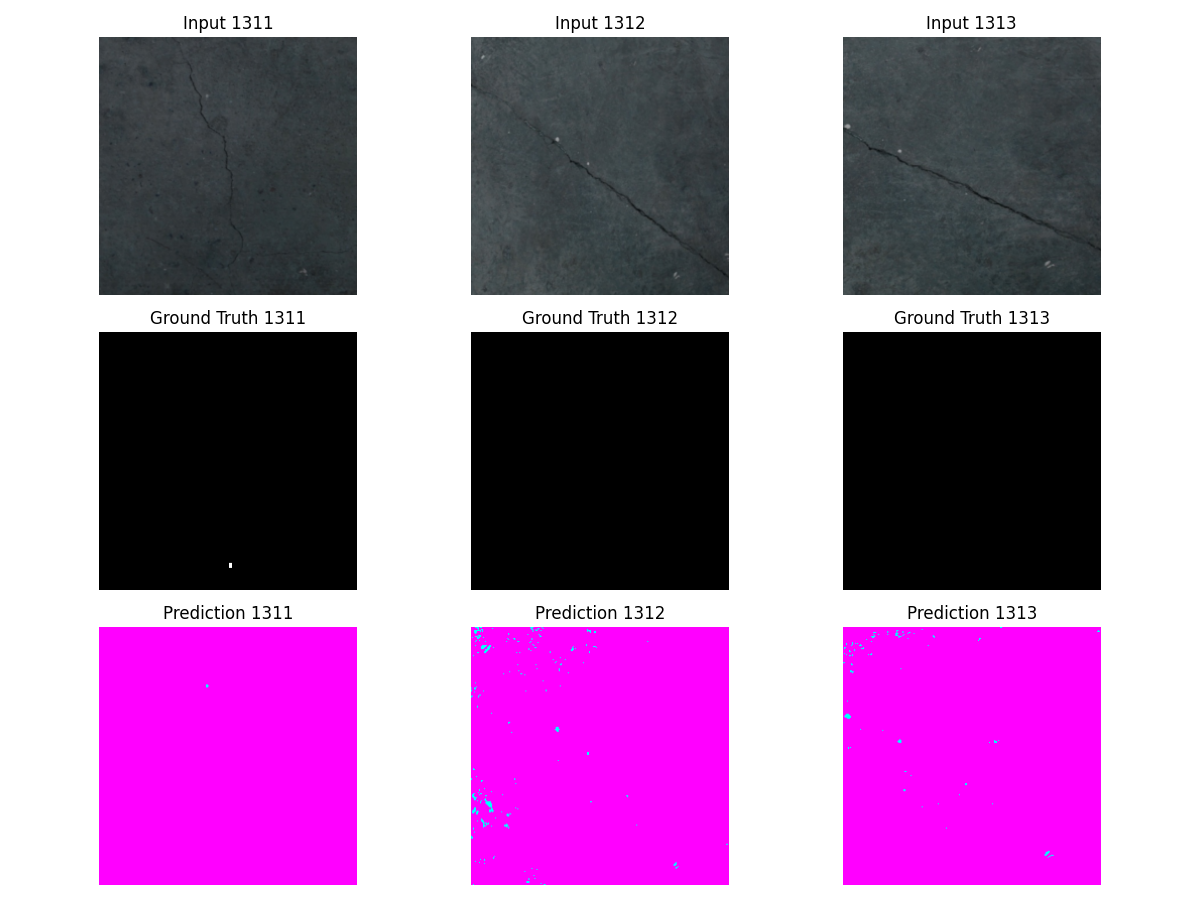 Input 1311
Input 1312
Input 1313
Ground Truth 1311
Ground Truth 1312
Ground Truth 1313
Prediction 1311
Prediction 1312
Prediction 1313